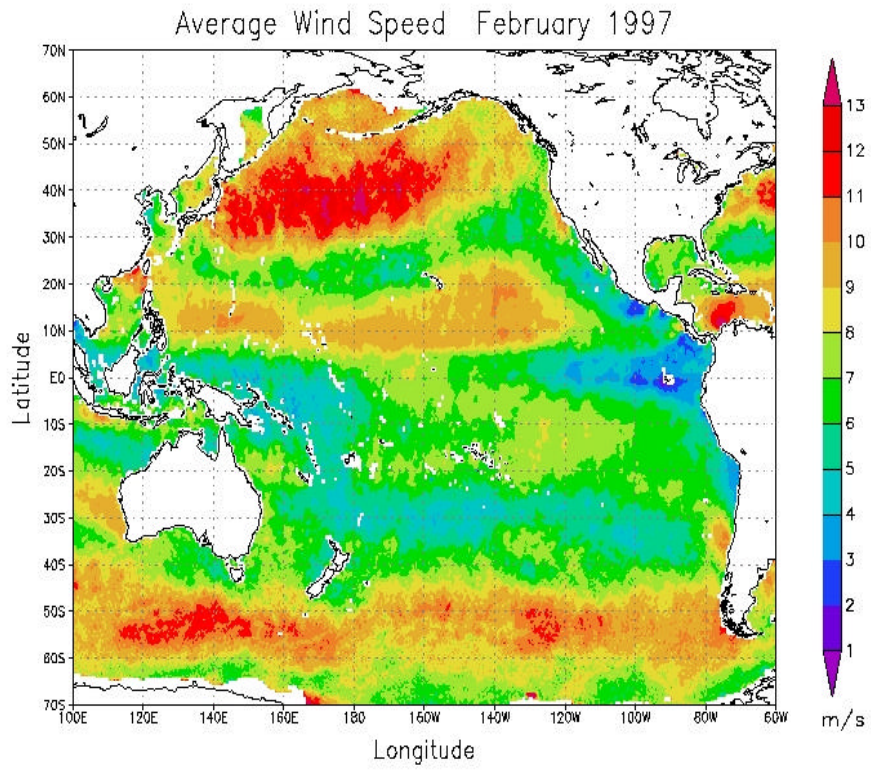 Average Wind Speed  February 1997
70N
60N
50N
40N
30N
20N
10N
EQ
10S
20S
30S
40S
50S
60S
70S
Latitude
100E 120E 140E 160E 180 160W 140W 120W 100W 80W 60W
Longitude
13
12
11
10
9
8
7
6
5
4
3
2
1
m/s